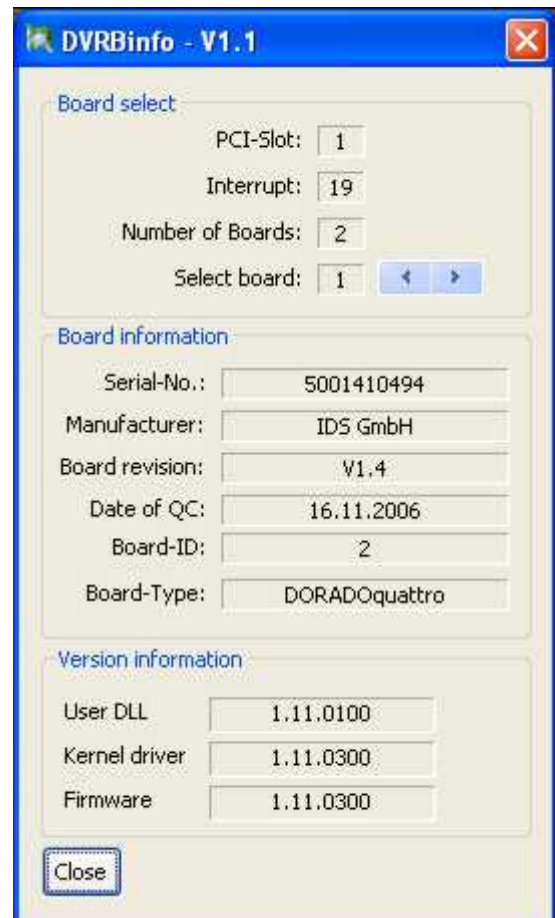 DVRBinfo - V1.1
Board select
PCI-Slot: 1
Interrupt: 19
Number of Boards: 2
Select board: 1
Board information
Serial-No.: 5001410494
Manufacturer: IDS GmbH
Board revision: V1.4
Date of QC: 16.11.2006
Board-ID: 2
Board-Type: DORADOquattro
Version information
User DLL 1.11.0100
Kernel driver 1.11.0300
Firmware 1.11.0300
Close